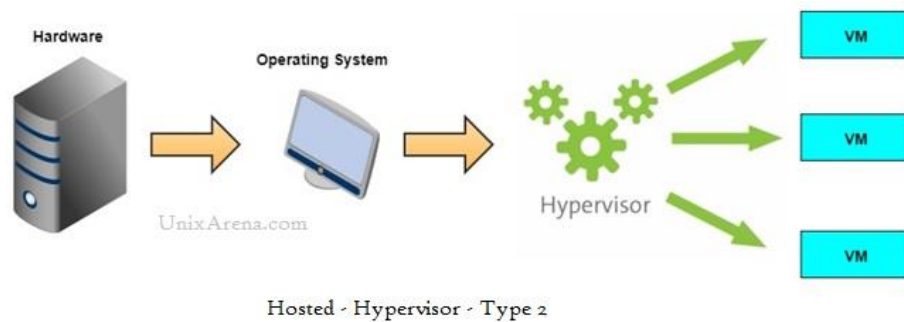 Hardware
Operating System
VM
VM
Hypervisor
UnixArena.com
VM
Hosted - Hypervisor - Type 2